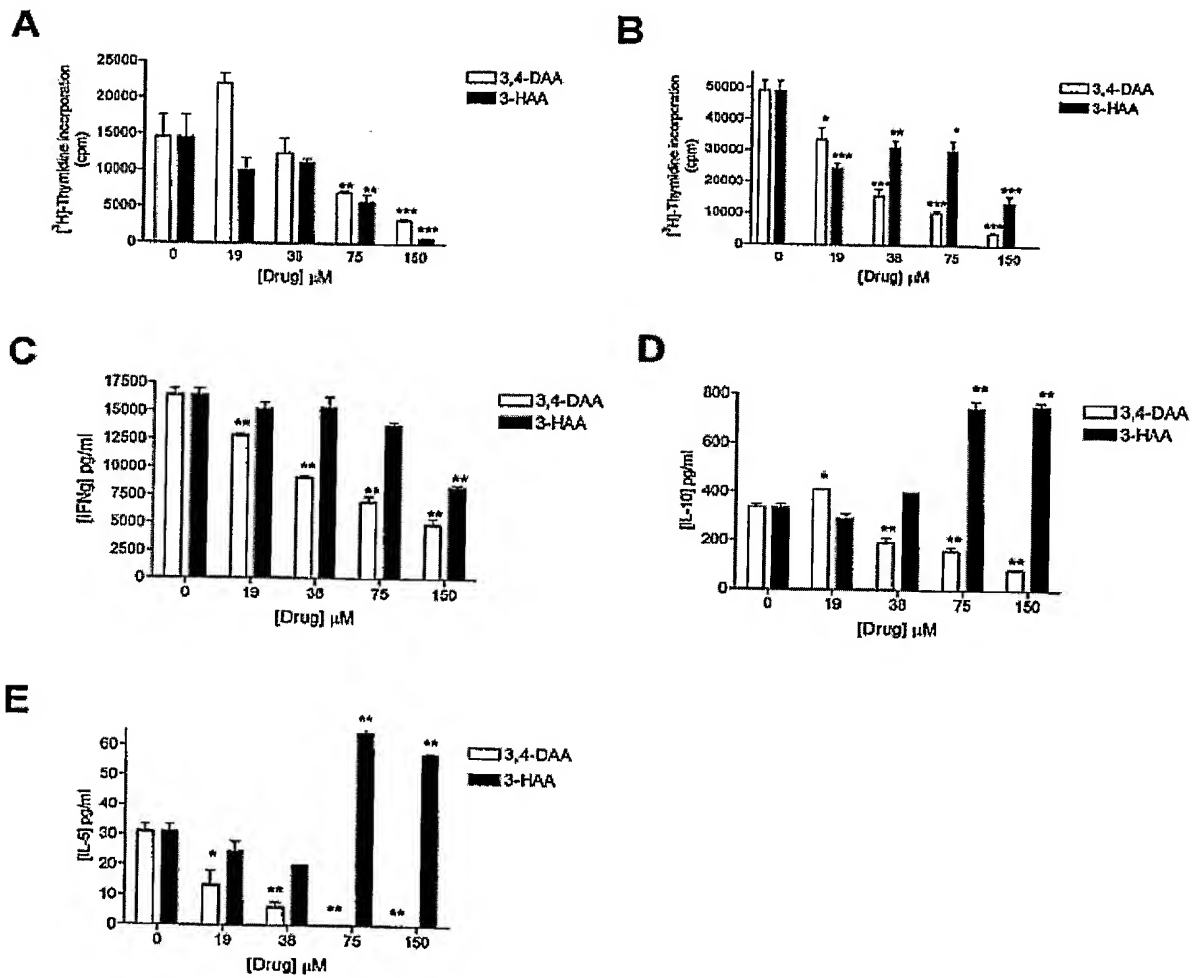 A
[³H]-Thymidine incorporation
(cpm)
25000
20000
15000
10000
5000
0
** **
***
***
0 19 38 75 150
[Drug] µM
3,4-DAA
3-HAA
B
[³H]-Thymidine incorporation
(cpm)
50000
40000
30000
20000
10000
0
* *** ** *** * *** *** ***
0 19 38 75 150
[Drug] µM
3,4-DAA
3-HAA
C
[IFNg] pg/ml
17500
15000
12500
10000
7500
5000
2500
0
** ** ** ** **
0 19 38 75 150
[Drug] µM
3,4-DAA
3-HAA
D
[IL-10] pg/ml
800
600
400
200
0
* ** ** ** ** **
0 19 38 75 150
[Drug] µM
3,4-DAA
3-HAA
E
[IL-5] pg/ml
60
50
40
30
20
10
0
* ** ** ** ** **
0 19 38 75 150
[Drug] µM
3,4-DAA
3-HAA